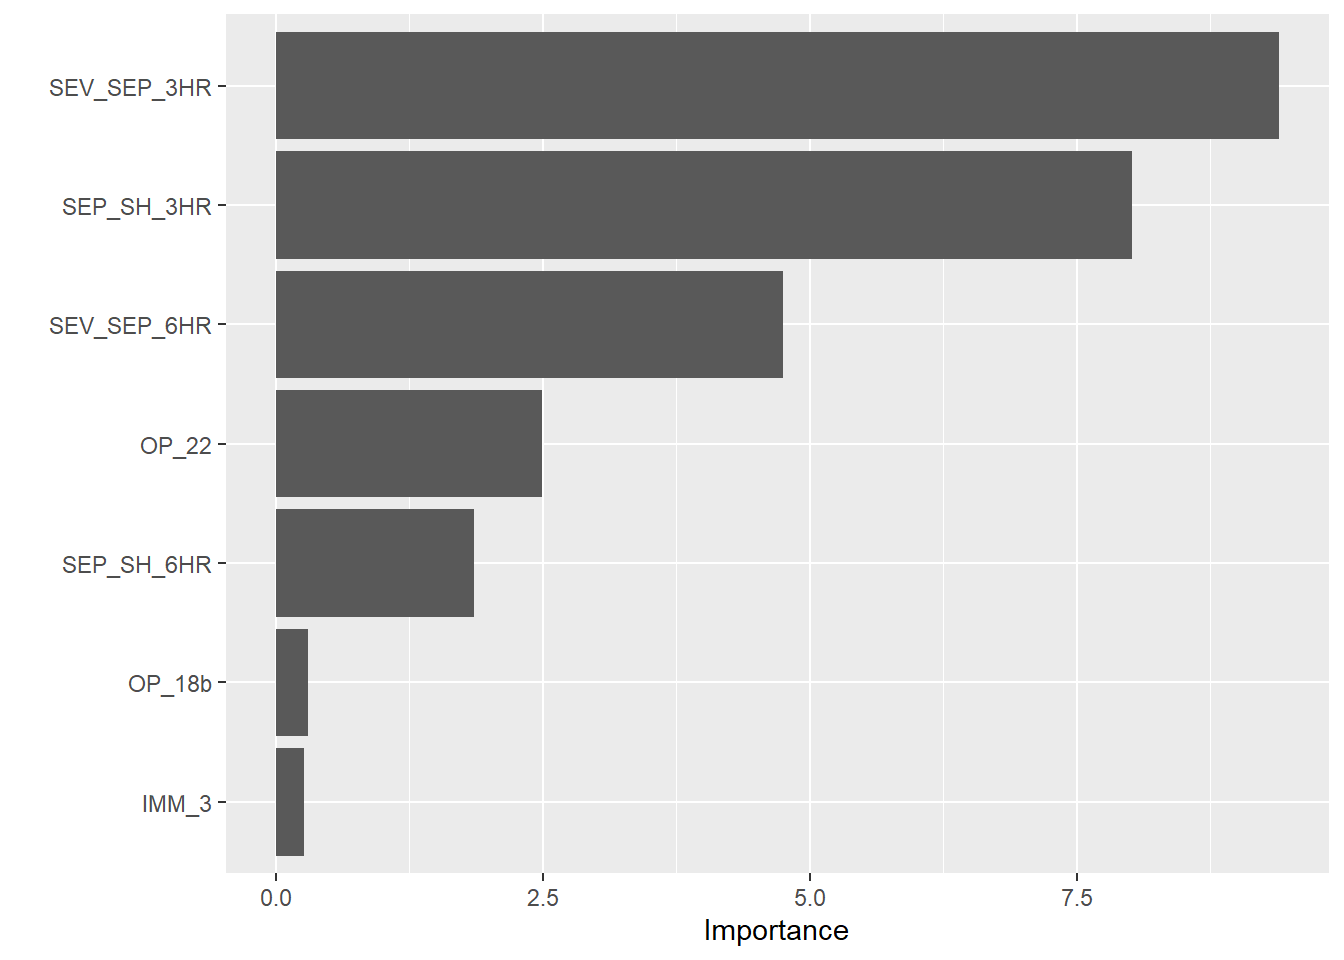 SEV_SEP_3HR
SEP_SH_3HR
SEV_SEP_6HR
OP_22
SEP_SH_6HR
OP_18b
IMM_3
0.0 2.5 5.0 7.5
Importance